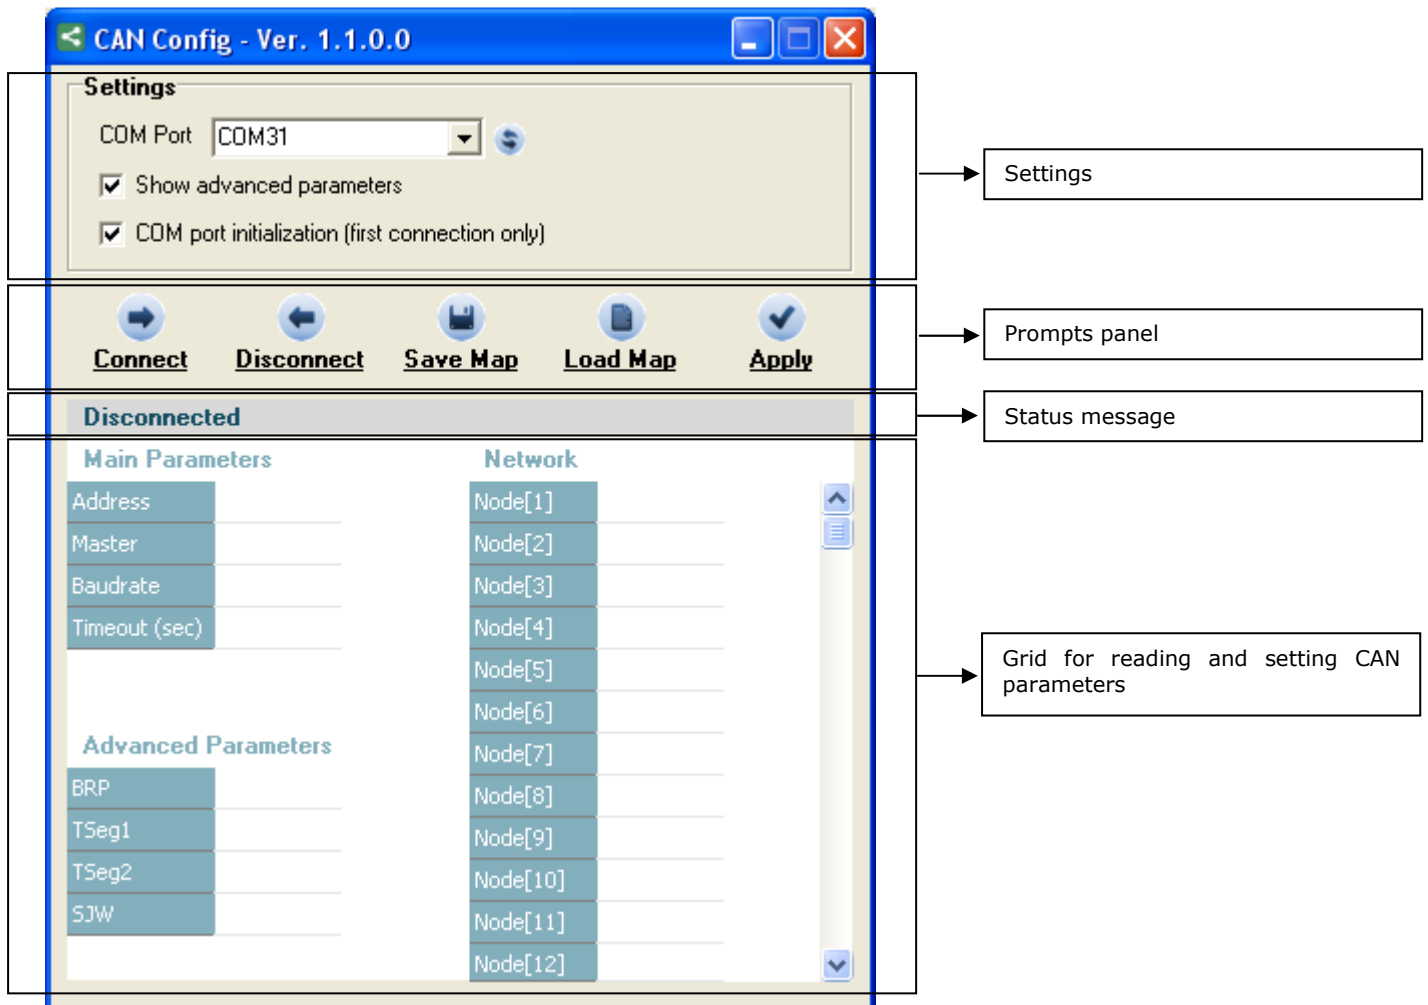 CAN Config - Ver. 1.1.0.0
Settings
COM Port COM31
Show advanced parameters
COM port initialization (first connection only)
Settings
Connect Disconnect Save Map Load Map Apply
Prompts panel
Disconnected
Status message
Main Parameters
Address
Master
Baudrate
Timeout (sec)
Advanced Parameters
BRP
TSeg1
TSeg2
SJW
Network
Node[1]
Node[2]
Node[3]
Node[4]
Node[5]
Node[6]
Node[7]
Node[8]
Node[9]
Node[10]
Node[11]
Node[12]
Grid for reading and setting CAN
parameters